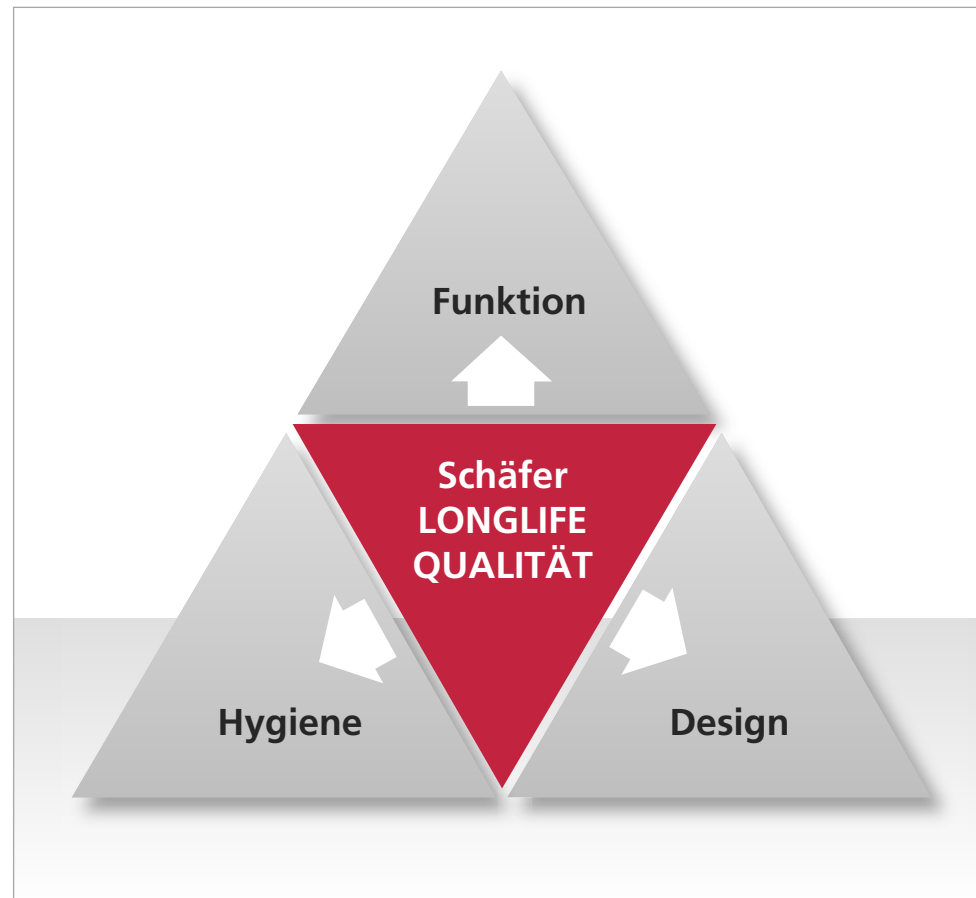 Funktion
Schäfer
LONGLIFE
QUALITÄT
Hygiene
Design